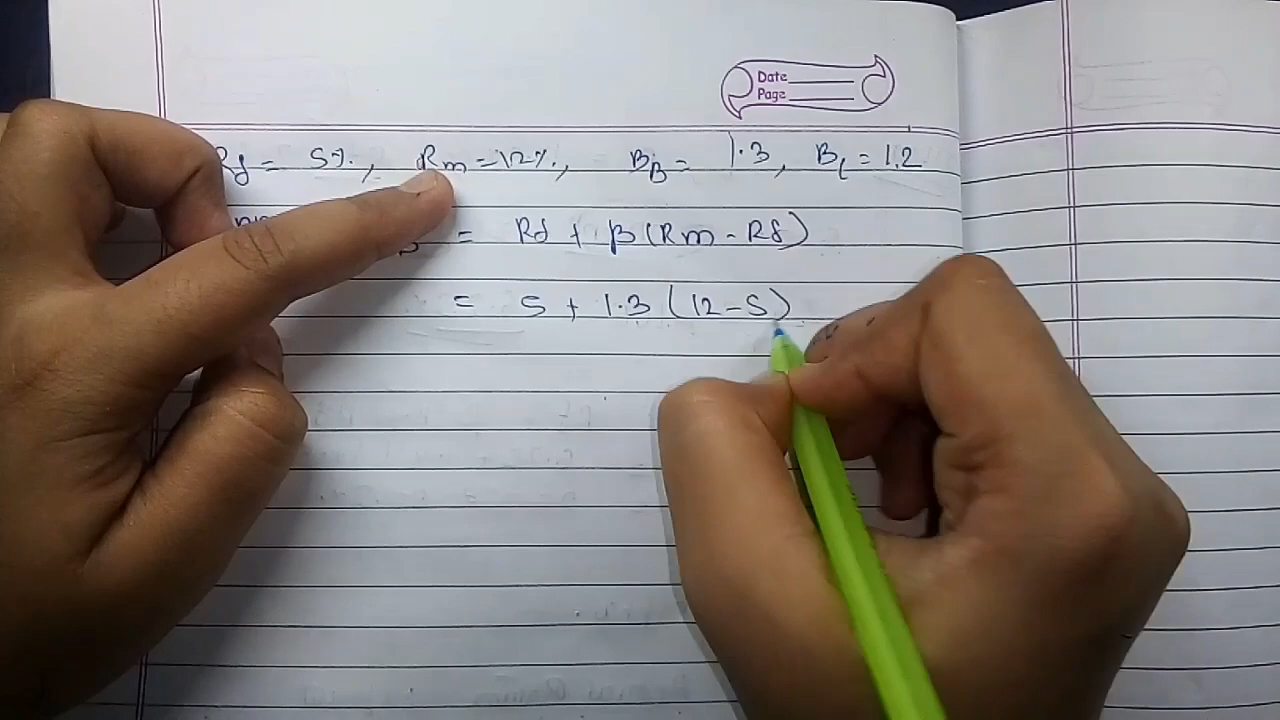 Date
Page
Rf = 5%, Rm = 12%, BB = 1.3, BL = 1.2
= Rf + β(Rm - Rf)
= 5 + 1.3 (12 - 5)